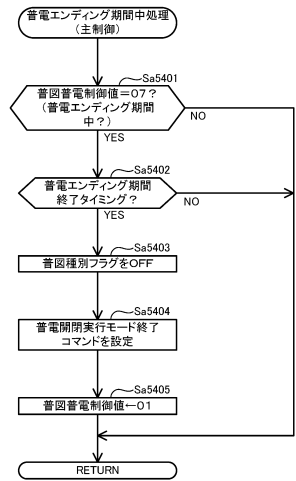 普電エンディング期間中処理
（主制御）
Sa5401
普図普電制御値＝07？
（普電エンディング期間
中？）
NO
YES
Sa5402
普電エンディング期間
終了タイミング？
NO
YES
Sa5403
普図種別フラグをOFF
Sa5404
普電開閉実行モード終了
コマンドを設定
Sa5405
普図普電制御値←01
RETURN